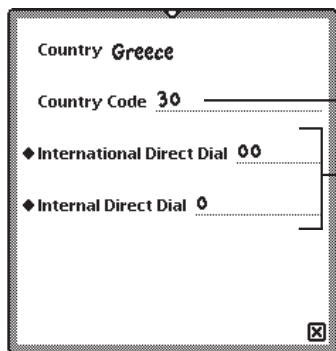 Country Greece
Country Code 30
◆International Direct Dial 00
◆Internal Direct Dial 0